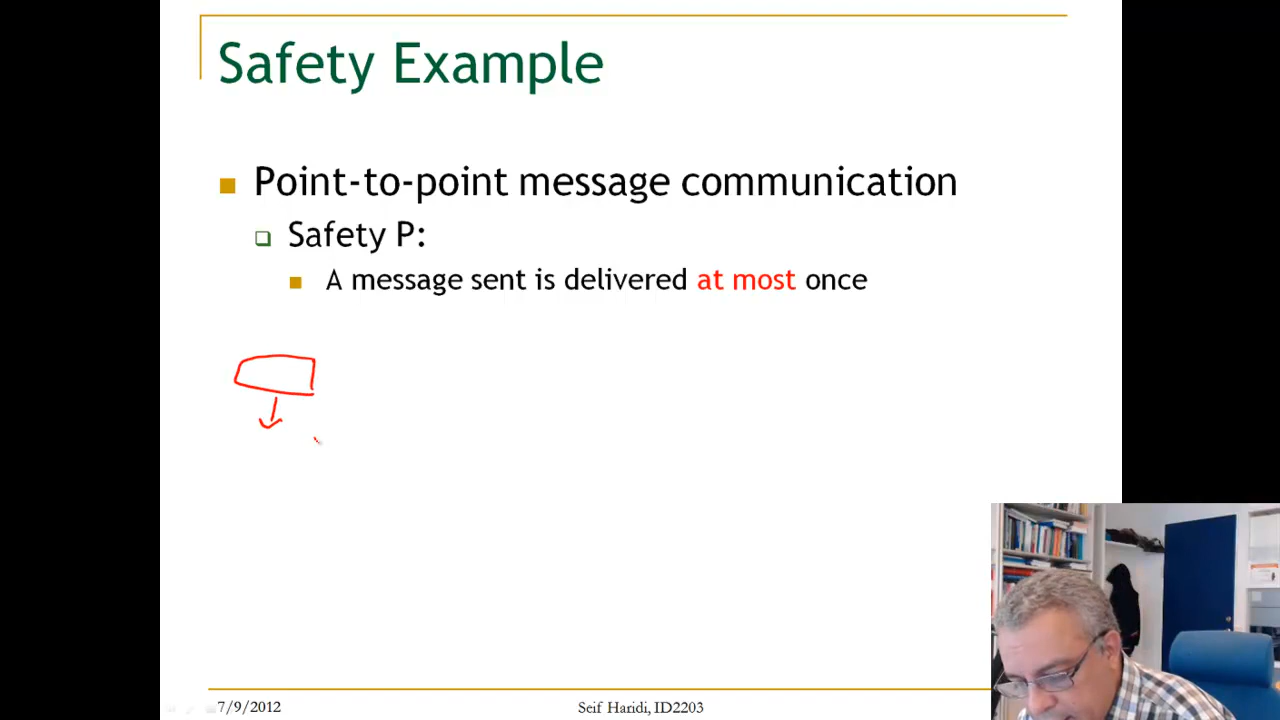 Safety Example
Point-to-point message communication
Safety P:
A message sent is delivered at most once
7/9/2012
Seif Haridi, ID2203